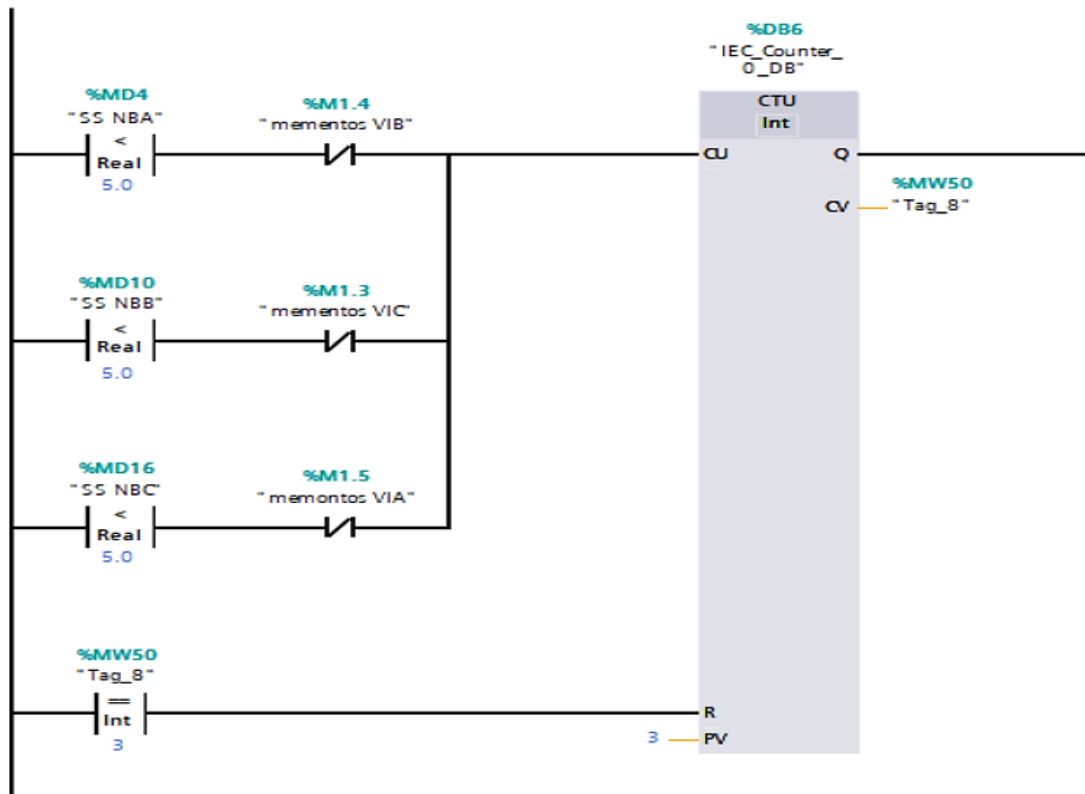 %DB6
"IEC_Counter_
0_DB"
CTU
Int
%MD4
"SS NBA"
<
Real
5.0
%M1.4
"mementos VIB"
CU
Q
%MW50
"Tag_8"
CV
%MD10
"SS NBB"
<
Real
5.0
%M1.3
"mementos VIC"
%MD16
"SS NBC"
<
Real
5.0
%M1.5
"memontos VIA"
%MW50
"Tag_8"
==
Int
3
R
3
PV